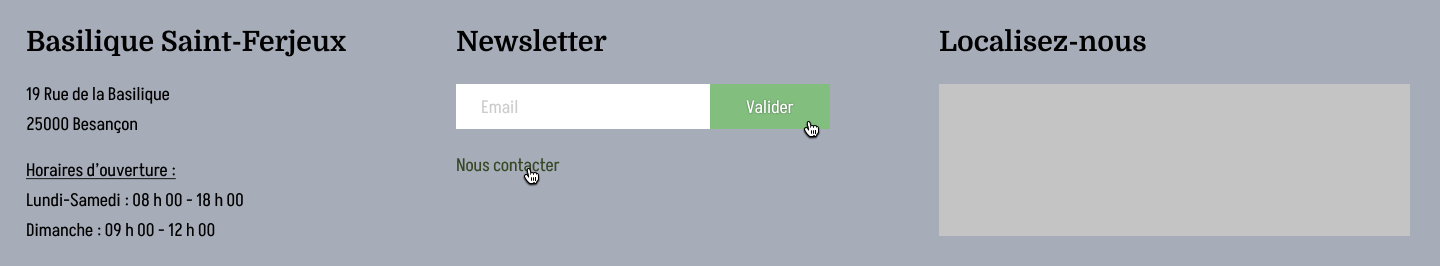 Basilique Saint-Ferjeux
19 Rue de la Basilique
25000 Besançon
Horaires d'ouverture :
Lundi-Samedi : 08 h 00 - 18 h 00
Dimanche : 09 h 00 - 12 h 00
Newsletter
Email
Valider
Nous contacter
Localisez-nous